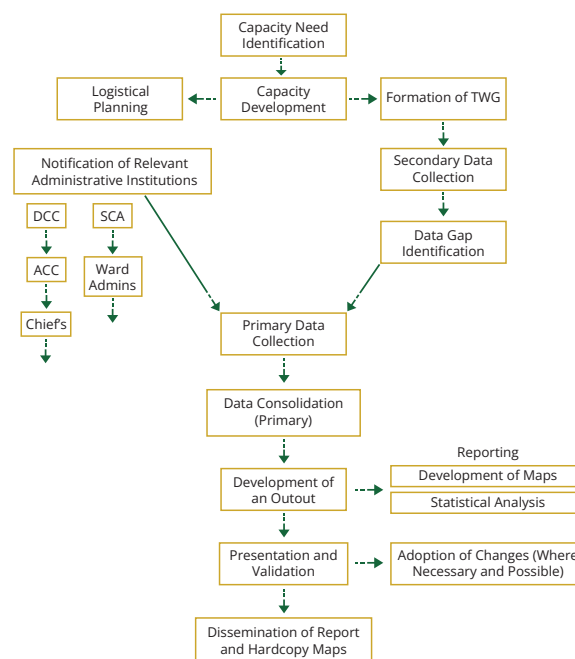 Capacity Need
Identification
Logistical
Planning
Capacity
Development
Formation of TWG
Notification of Relevant
Administrative Institutions
Secondary Data
Collection
DCC
SCA
Data Gap
Identification
ACC
Ward
Admins
Chief's
Primary Data
Collection
Data Consolidation
(Primary)
Reporting
Development of
an Outout
Development of Maps
Statistical Analysis
Presentation and
Validation
Adoption of Changes (Where
Necessary and Possible)
Dissemination of Report
and Hardcopy Maps